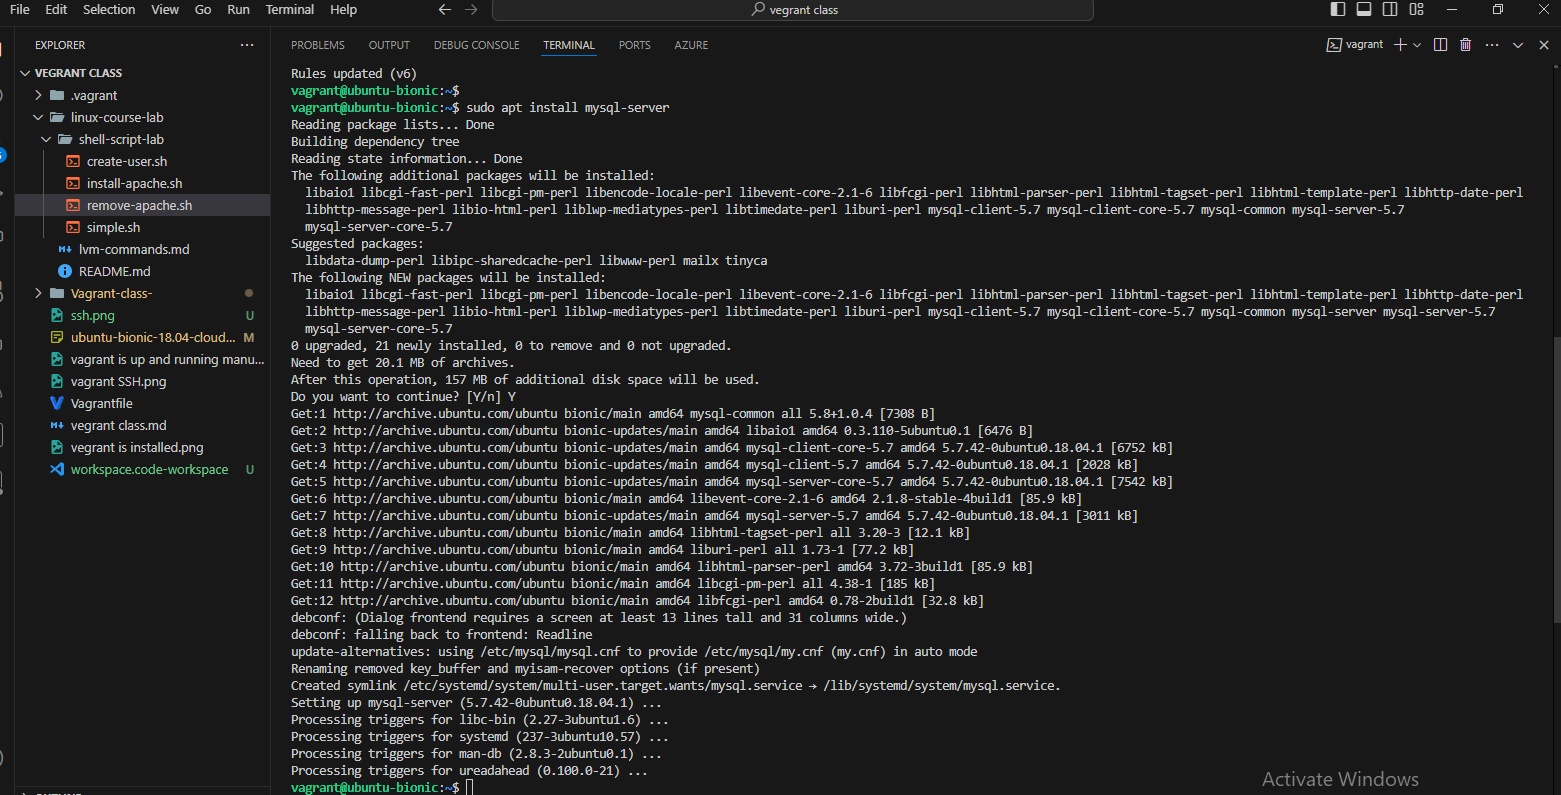 File Edit Selection View Go Run Terminal Help
vegrant class
EXPLORER
VEGRANT CLASS
.vagrant
linux-course-lab
shell-script-lab
create-user.sh
install-apache.sh
remove-apache.sh
simple.sh
lvm-commands.md
README.md
Vagrant-class-
ssh.png U
ubuntu-bionic-18.04-cloud... M
vagrant is up and running manu...
vagrant SSH.png
Vagrantfile
vegrant class.md
vegrant is installed.png
workspace.code-workspace U
PROBLEMS OUTPUT DEBUG CONSOLE TERMINAL PORTS AZURE
vagrant
Rules updated (v6)
vagrant@ubuntu-bionic:~$
vagrant@ubuntu-bionic:~$ sudo apt install mysql-server
Reading package lists... Done
Building dependency tree
Reading state information... Done
The following additional packages will be installed:
libaio1 libcgi-fast-perl libcgi-pm-perl libencode-locale-perl libevent-core-2.1-6 libfcgi-perl libhtml-parser-perl libhtml-tagset-perl libhtml-template-perl libhttp-date-perl
libhttp-message-perl libio-html-perl liblwp-mediatypes-perl libtimedate-perl liburi-perl mysql-client-5.7 mysql-client-core-5.7 mysql-common mysql-server-5.7
mysql-server-core-5.7
Suggested packages:
libdata-dump-perl libipc-sharedcache-perl libwww-perl mailx tinyca
The following NEW packages will be installed:
libaio1 libcgi-fast-perl libcgi-pm-perl libencode-locale-perl libevent-core-2.1-6 libfcgi-perl libhtml-parser-perl libhtml-tagset-perl libhtml-template-perl libhttp-date-perl
libhttp-message-perl libio-html-perl liblwp-mediatypes-perl libtimedate-perl liburi-perl mysql-client-5.7 mysql-client-core-5.7 mysql-common mysql-server mysql-server-5.7
mysql-server-core-5.7
0 upgraded, 21 newly installed, 0 to remove and 0 not upgraded.
Need to get 20.1 MB of archives.
After this operation, 157 MB of additional disk space will be used.
Do you want to continue? [Y/n] Y
Get:1 http://archive.ubuntu.com/ubuntu bionic/main amd64 mysql-common all 5.8+1.0.4 [7308 B]
Get:2 http://archive.ubuntu.com/ubuntu bionic-updates/main amd64 libaio1 amd64 0.3.110-5ubuntu0.1 [6476 B]
Get:3 http://archive.ubuntu.com/ubuntu bionic-updates/main amd64 mysql-client-core-5.7 amd64 5.7.42-0ubuntu0.18.04.1 [6752 kB]
Get:4 http://archive.ubuntu.com/ubuntu bionic-updates/main amd64 mysql-client-5.7 amd64 5.7.42-0ubuntu0.18.04.1 [2028 kB]
Get:5 http://archive.ubuntu.com/ubuntu bionic-updates/main amd64 mysql-server-core-5.7 amd64 5.7.42-0ubuntu0.18.04.1 [7542 kB]
Get:6 http://archive.ubuntu.com/ubuntu bionic/main amd64 libevent-core-2.1-6 amd64 2.1.8-stable-4build1 [85.9 kB]
Get:7 http://archive.ubuntu.com/ubuntu bionic-updates/main amd64 mysql-server-5.7 amd64 5.7.42-0ubuntu0.18.04.1 [3011 kB]
Get:8 http://archive.ubuntu.com/ubuntu bionic/main amd64 libhtml-tagset-perl all 3.20-3 [12.1 kB]
Get:9 http://archive.ubuntu.com/ubuntu bionic/main amd64 liburi-perl all 1.73-1 [77.2 kB]
Get:10 http://archive.ubuntu.com/ubuntu bionic/main amd64 libhtml-parser-perl amd64 3.72-3build1 [85.9 kB]
Get:11 http://archive.ubuntu.com/ubuntu bionic/main amd64 libcgi-pm-perl all 4.38-1 [185 kB]
Get:12 http://archive.ubuntu.com/ubuntu bionic/main amd64 libfcgi-perl amd64 0.78-2build1 [32.8 kB]
debconf: (Dialog frontend requires a screen at least 13 lines tall and 31 columns wide.)
debconf: falling back to frontend: Readline
update-alternatives: using /etc/mysql/mysql.cnf to provide /etc/mysql/my.cnf (my.cnf) in auto mode
Renaming removed key_buffer and myisam-recover options (if present)
Created symlink /etc/systemd/system/multi-user.target.wants/mysql.service → /lib/systemd/system/mysql.service.
Setting up mysql-server (5.7.42-0ubuntu0.18.04.1) ...
Processing triggers for libc-bin (2.27-3ubuntu1.6) ...
Processing triggers for systemd (237-3ubuntu10.57) ...
Processing triggers for man-db (2.8.3-2ubuntu0.1) ...
Processing triggers for ureadahead (0.100.0-21) ...
vagrant@ubuntu-bionic:~$
Activate Windows